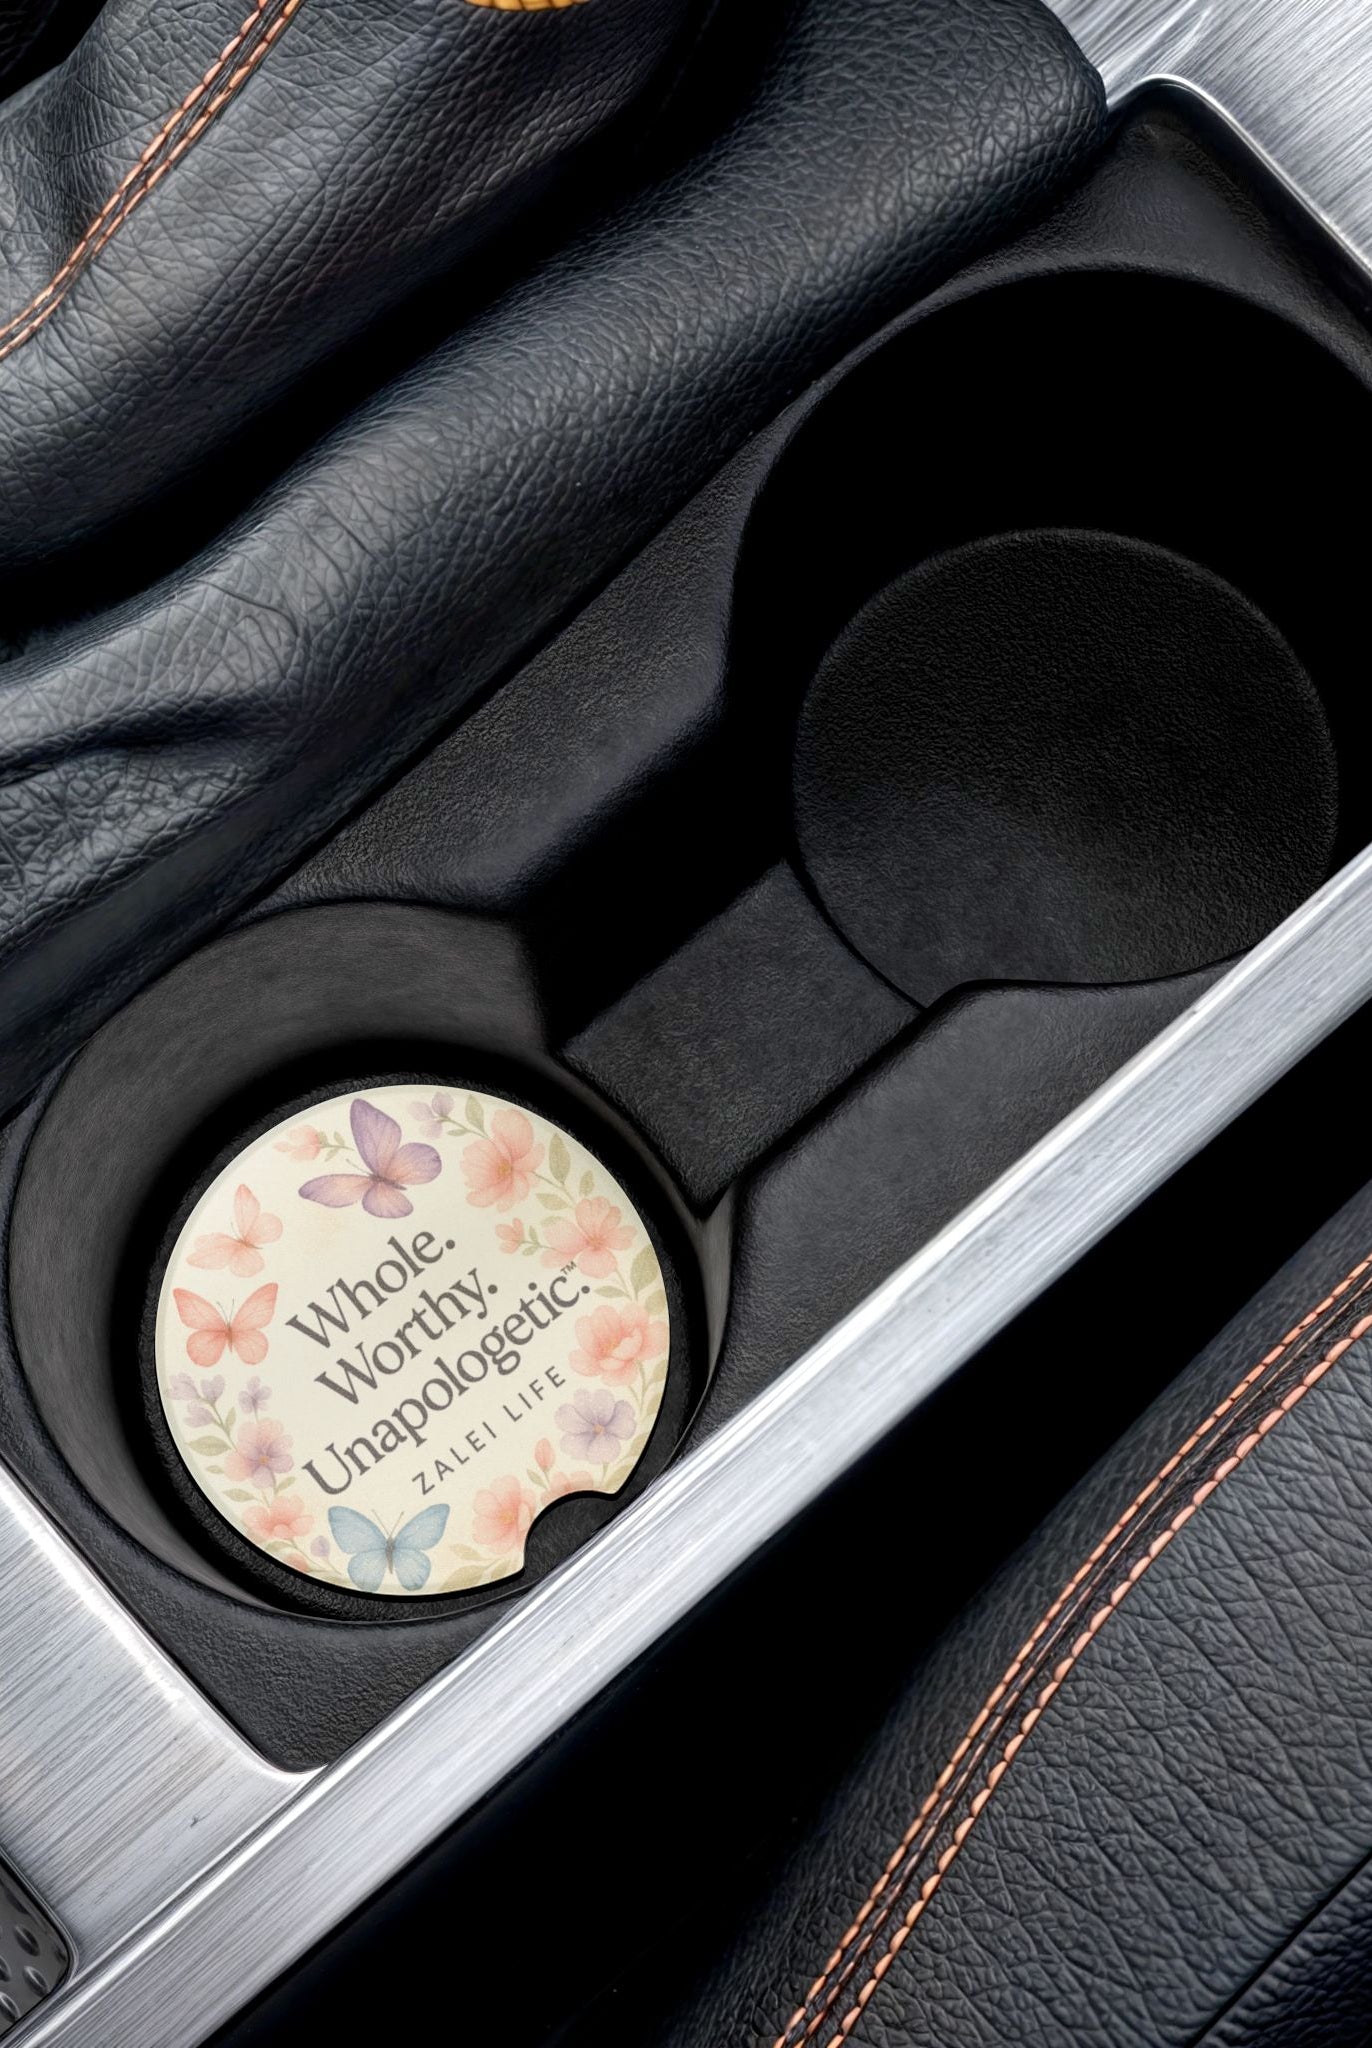 Whole.
Worthy.
Unapologetic.™
ZALEI LIFE